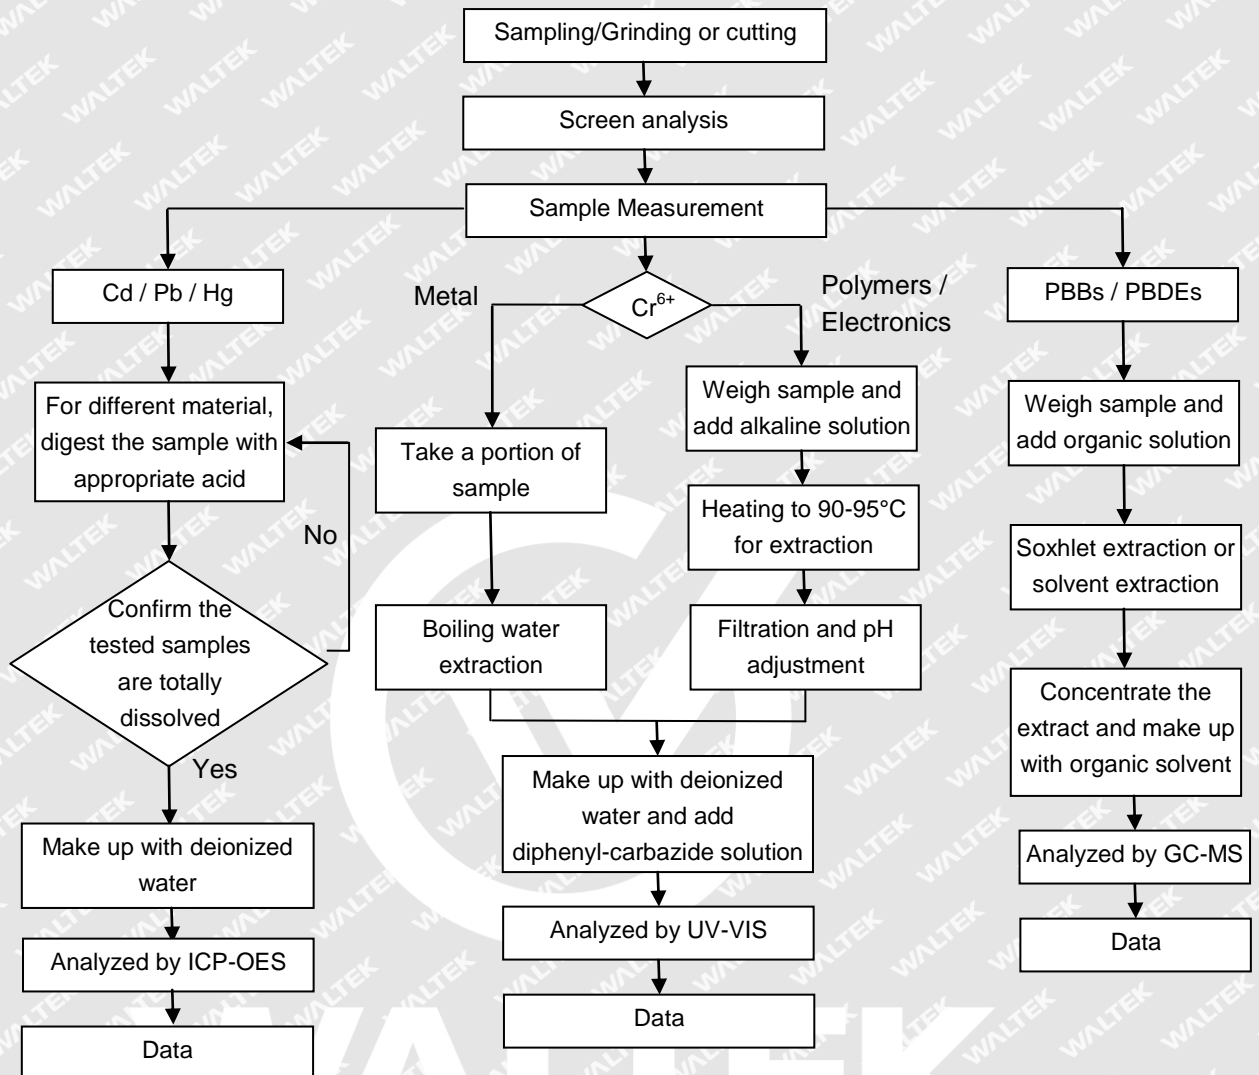 Sampling/Grinding or cutting
Screen analysis
Sample Measurement
Cd / Pb / Hg
For different material,
digest the sample with
appropriate acid
No
Confirm the
tested samples
are totally
dissolved
Yes
Make up with deionized
water
Analyzed by ICP-OES
Data
Cr⁶⁺
Metal
Take a portion of
sample
Boiling water
extraction
Polymers /
Electronics
Weigh sample and
add alkaline solution
Heating to 90-95°C
for extraction
Filtration and pH
adjustment
Make up with deionized
water and add
diphenyl-carbazide solution
Analyzed by UV-VIS
Data
PBBs / PBDEs
Weigh sample and
add organic solution
Soxhlet extraction or
solvent extraction
Concentrate the
extract and make up
with organic solvent
Analyzed by GC-MS
Data
WALTEK